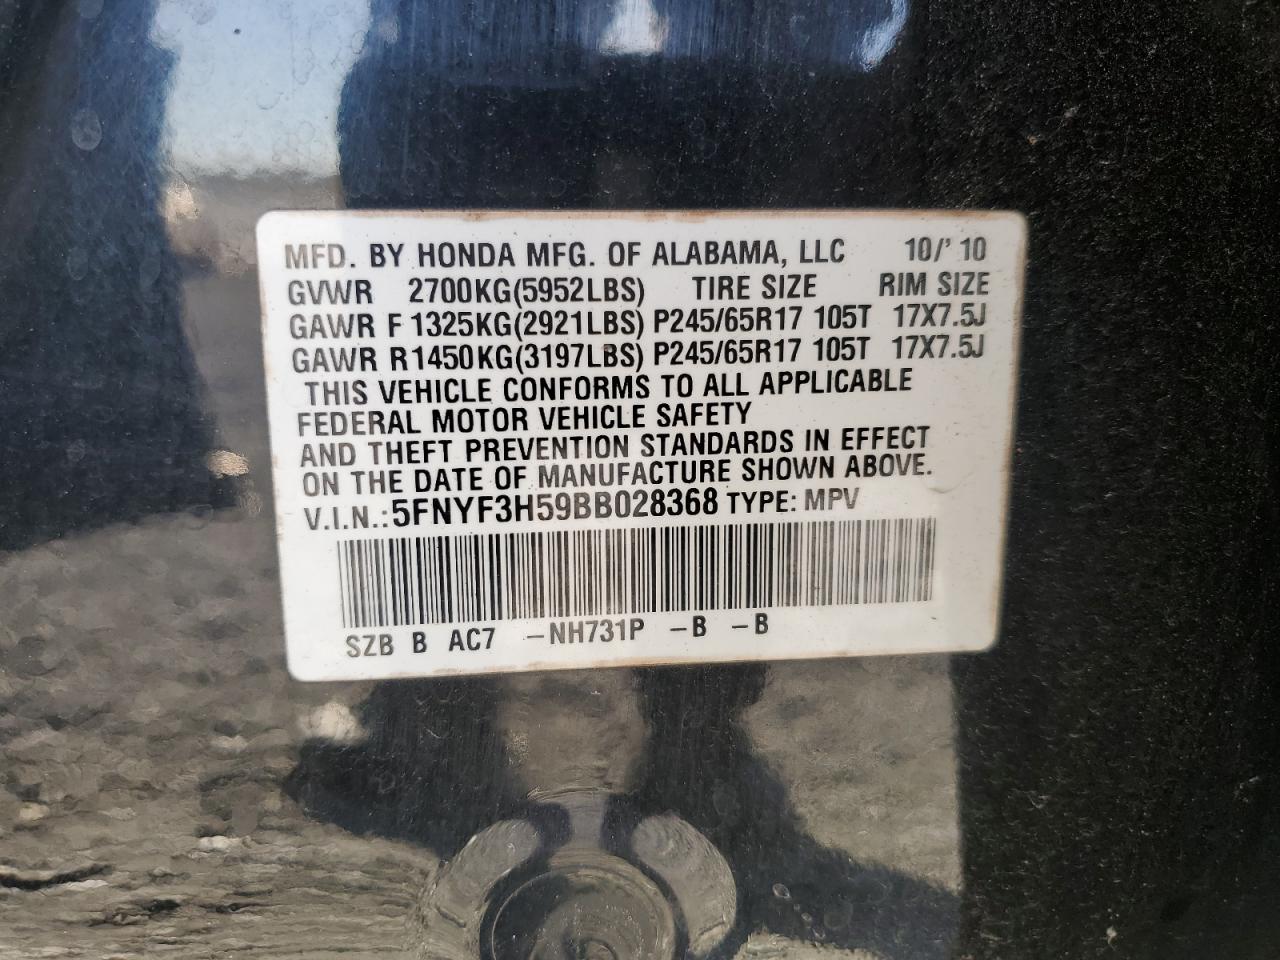 MFD. BY HONDA MFG. OF ALABAMA, LLC 10/' 10
GVWR 2700KG(5952LBS) TIRE SIZE RIM SIZE
GAWR F 1325KG(2921LBS) P245/65R17 105T 17X7.5J
GAWR R1450KG(3197LBS) P245/65R17 105T 17X7.5J
THIS VEHICLE CONFORMS TO ALL APPLICABLE
FEDERAL MOTOR VEHICLE SAFETY
AND THEFT PREVENTION STANDARDS IN EFFECT
ON THE DATE OF MANUFACTURE SHOWN ABOVE.
V.I.N.: 5FNYF3H59BB028368 TYPE: MPV
SZB B AC7 -NH731P -B -B